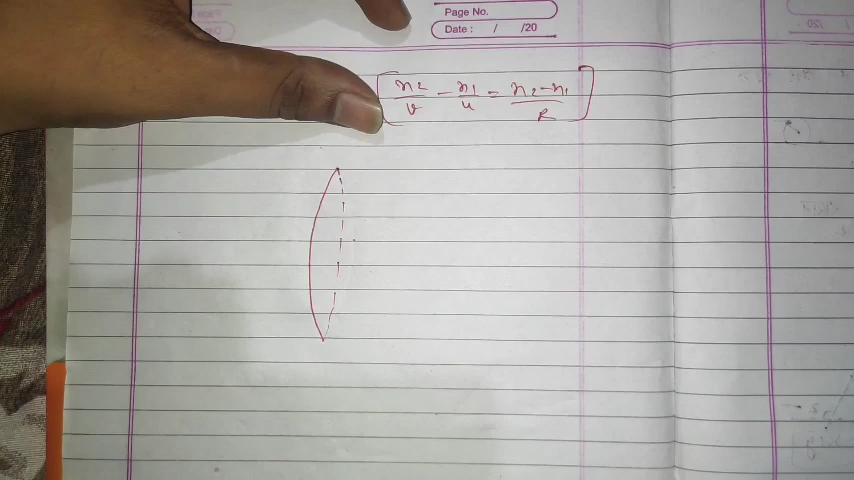 Page No.
Date : / /20
[n2/v - n1/u = n2-n1/R]